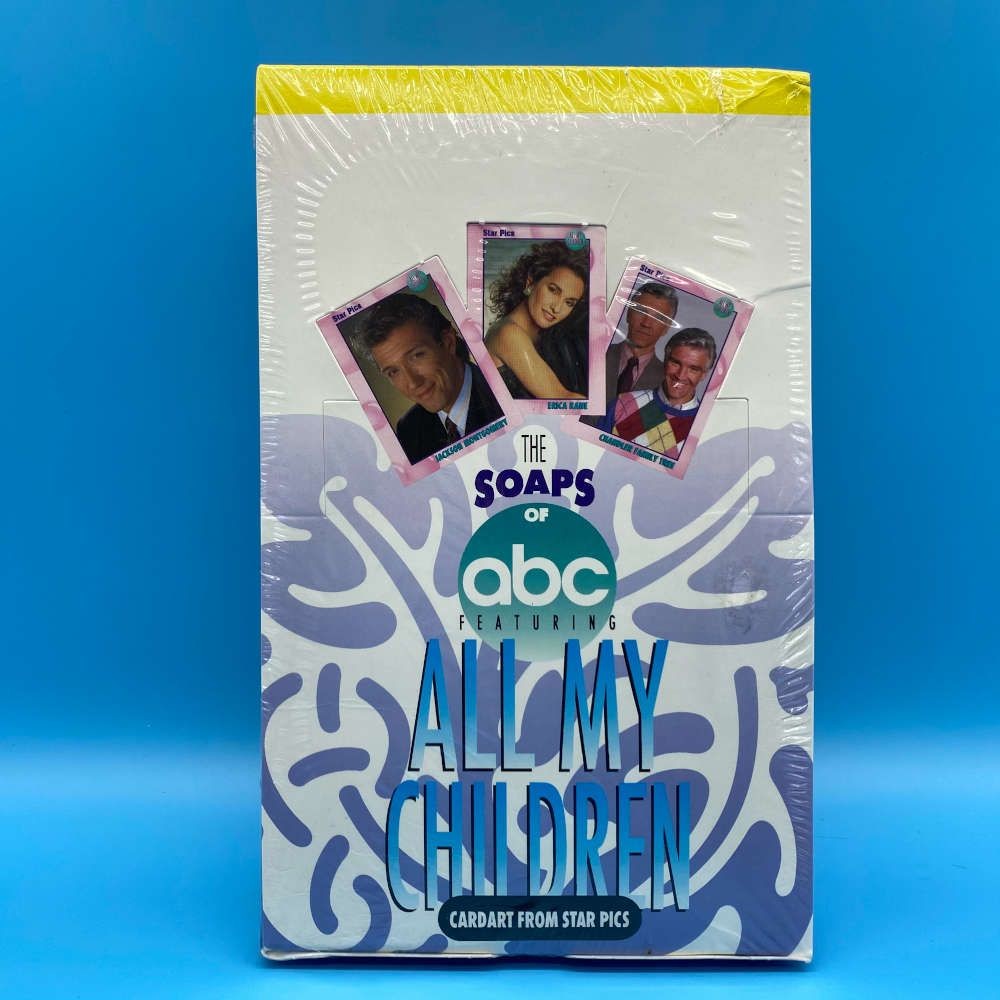 Star Pics
ERICA KANE
Star Pics
JACKSON MONTGOMERY
Star Pics
CHANDLER FAMILY TREE
THE
SOAPS
OF
abc
FEATURING
ALL MY
CHILDREN
CARDART FROM STAR PICS